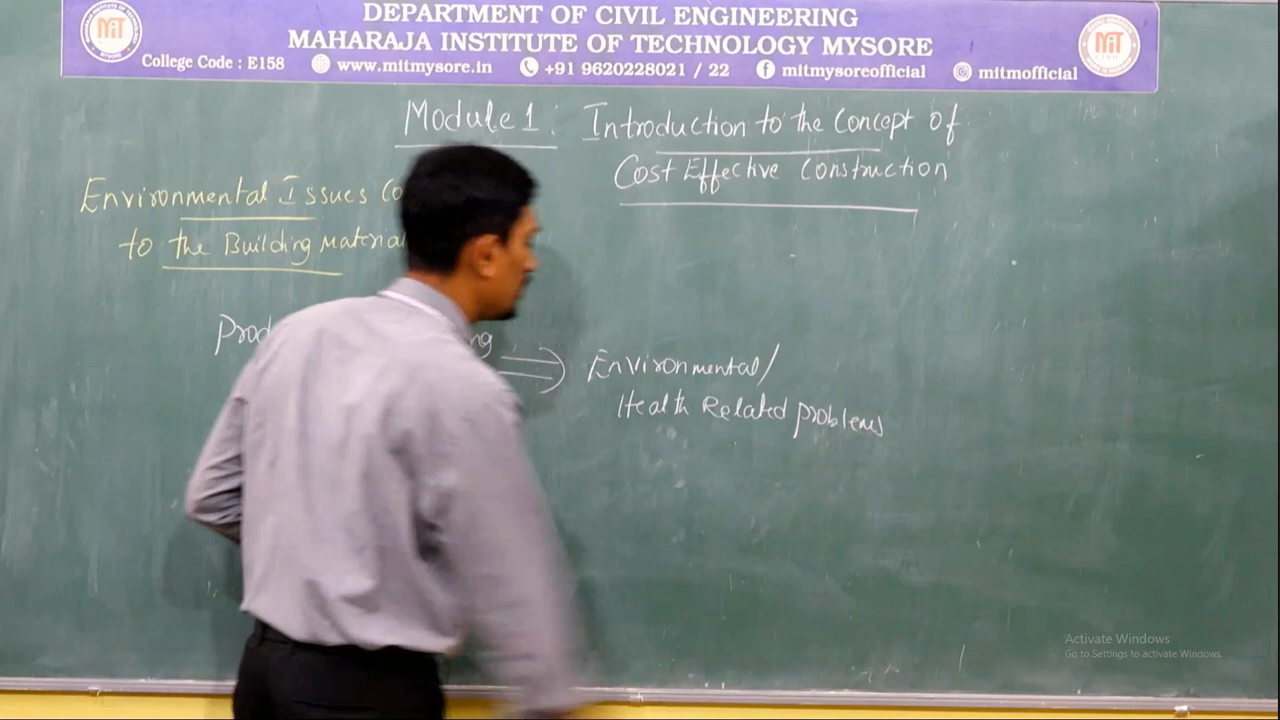 DEPARTMENT OF CIVIL ENGINEERING
MAHARAJA INSTITUTE OF TECHNOLOGY MYSORE
College Code : E158 www.mitmysore.in +91 9620228021 / 22 mitmysoreofficial mitmofficial
Module 1 : Introduction to the Concept of
Cost Effective Construction
Environmental Issues
to the Building
Environmental/
Health Related problems
Activate Windows
Go to Settings to activate Windows.